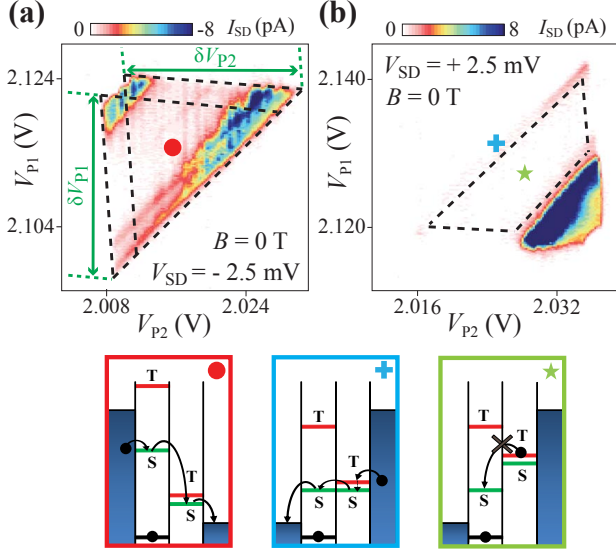 (a)
0
-8
I_SD (pA)
δV_P2
2.124
V_P1 (V)
δV_P1
2.104
B = 0 T
V_SD = - 2.5 mV
2.008
2.024
V_P2 (V)
(b)
0
8
I_SD (pA)
V_SD = + 2.5 mV
B = 0 T
2.140
V_P1 (V)
2.120
2.016
2.032
V_P2 (V)
T
S
T
S
T
T
S
S
T
T
S
S